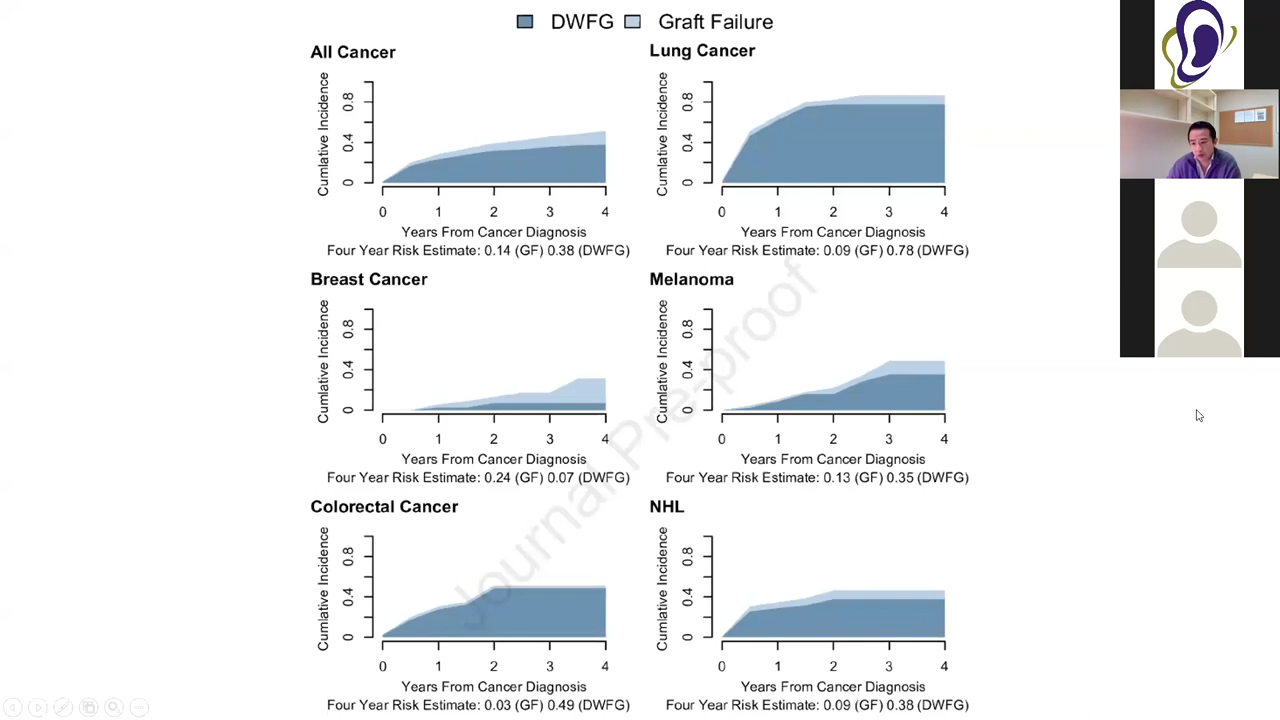 DWFG Graft Failure
All Cancer
Cumlative Incidence
0 0.4 0.8
0 1 2 3 4
Years From Cancer Diagnosis
Four Year Risk Estimate: 0.14 (GF) 0.38 (DWFG)
Lung Cancer
Cumlative Incidence
0 0.4 0.8
0 1 2 3 4
Years From Cancer Diagnosis
Four Year Risk Estimate: 0.09 (GF) 0.78 (DWFG)
Breast Cancer
Cumlative Incidence
0 0.4 0.8
0 1 2 3 4
Years From Cancer Diagnosis
Four Year Risk Estimate: 0.24 (GF) 0.07 (DWFG)
Melanoma
Cumlative Incidence
0 0.4 0.8
0 1 2 3 4
Years From Cancer Diagnosis
Four Year Risk Estimate: 0.13 (GF) 0.35 (DWFG)
Colorectal Cancer
Cumlative Incidence
0 0.4 0.8
0 1 2 3 4
Years From Cancer Diagnosis
Four Year Risk Estimate: 0.03 (GF) 0.49 (DWFG)
NHL
Cumlative Incidence
0 0.4 0.8
0 1 2 3 4
Years From Cancer Diagnosis
Four Year Risk Estimate: 0.09 (GF) 0.38 (DWFG)
Journal Pre-proof